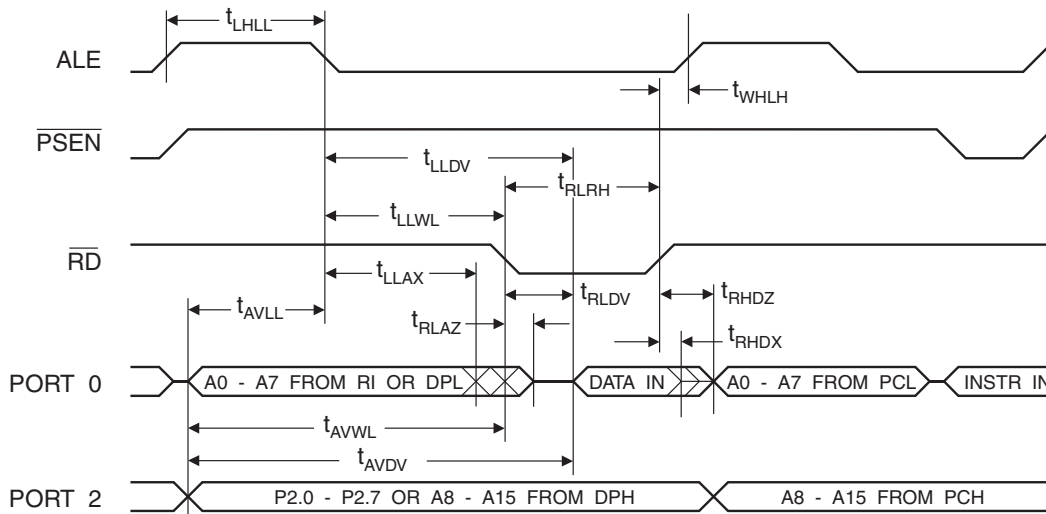 tLHLL
ALE
tWHLH
PSEN
tLLDV
tRLRH
tLLWL
RD
tLLAX
tRLDV
tRHDZ
tAVLL
tRLAZ
tRHDX
PORT 0
A0 - A7 FROM RI OR DPL
DATA IN
A0 - A7 FROM PCL
INSTR IN
tAVWL
tAVDV
PORT 2
P2.0 - P2.7 OR A8 - A15 FROM DPH
A8 - A15 FROM PCH